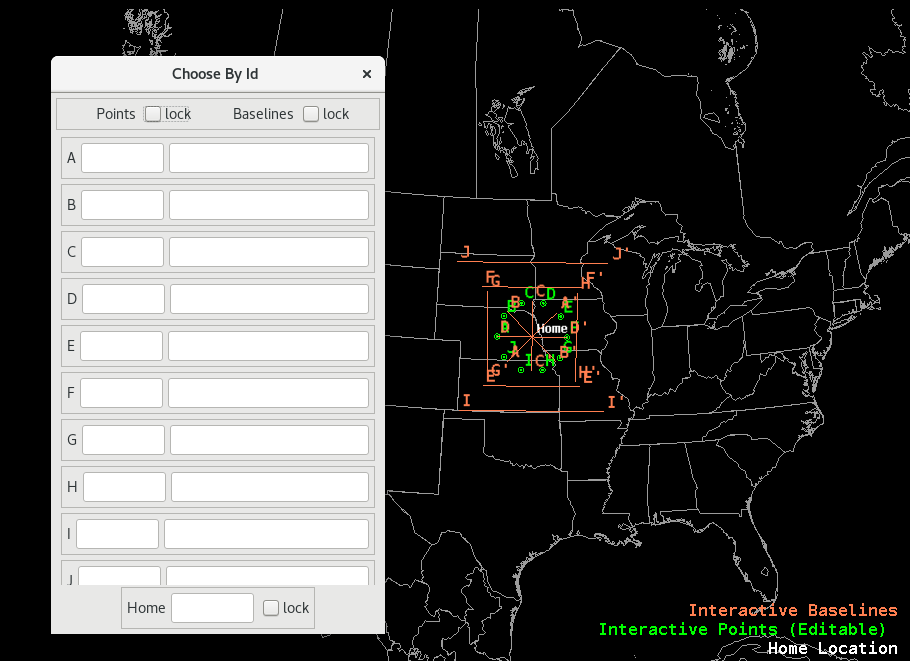 Choose By Id ×
Points lock Baselines lock
A
B
C
D
E
F
G
H
I
J
Home lock
J J'
F G F' H
C C D
B B A' E
D Home D'
J A G B'
I C H
G' E H' E'
I I'
Interactive Baselines
Interactive Points (Editable)
Home Location